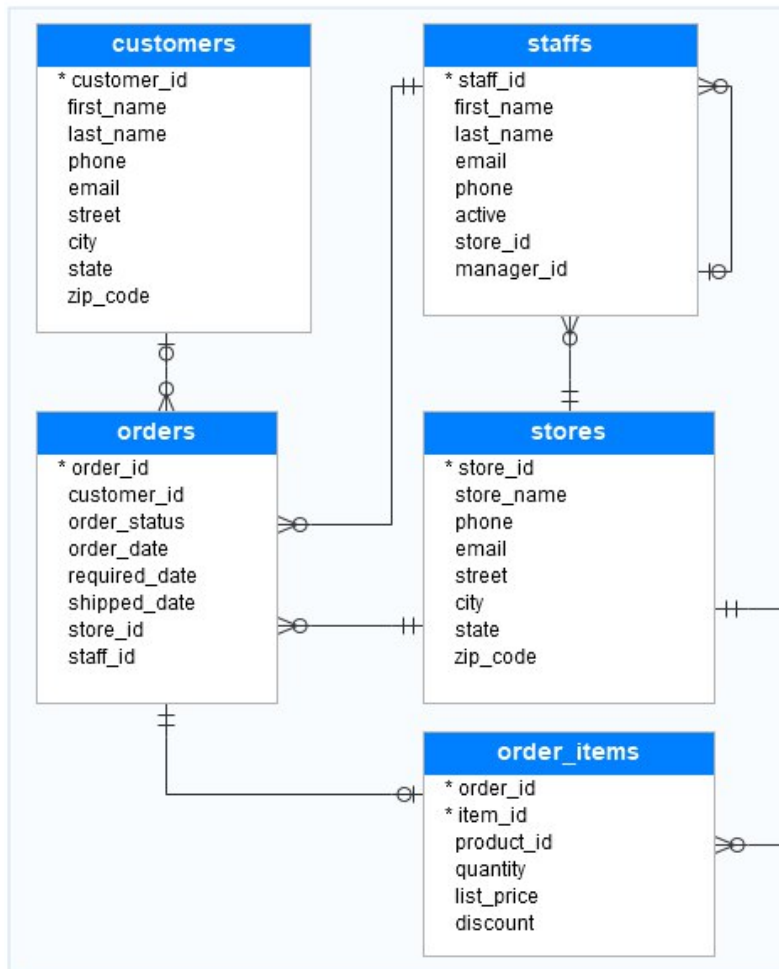 customers
* customer_id
first_name
last_name
phone
email
street
city
state
zip_code
staffs
* staff_id
first_name
last_name
email
phone
active
store_id
manager_id
orders
* order_id
customer_id
order_status
order_date
required_date
shipped_date
store_id
staff_id
stores
* store_id
store_name
phone
email
street
city
state
zip_code
order_items
* order_id
* item_id
product_id
quantity
list_price
discount